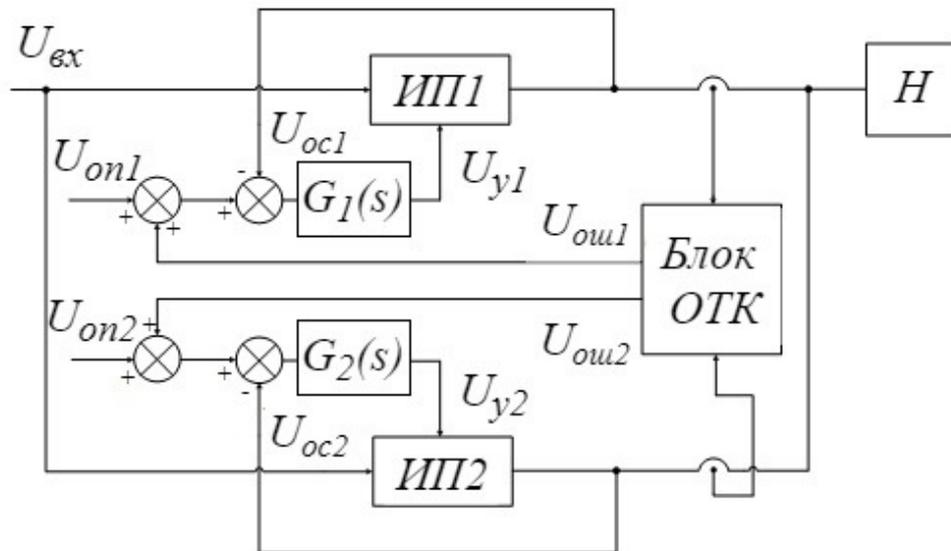 U_вх
ИП1
Н
U_ос1
U_оп1
U_у1
G_1(s)
U_ош1
Блок
ОТК
U_оп2
U_ош2
G_2(s)
U_у2
U_ос2
ИП2